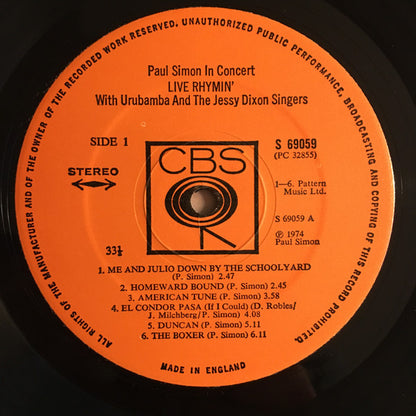 ALL RIGHTS OF THE MANUFACTURER AND OF THE OWNER OF THE RECORDED WORK RESERVED. UNAUTHORIZED PUBLIC PERFORMANCE, BROADCASTING AND COPYING OF THIS RECORD PROHIBITED.
Paul Simon In Concert
LIVE RHYMIN'
With Urubamba And The Jessy Dixon Singers
SIDE 1
S 69059
(PC 32855)
CBS
STEREO
1—6. Pattern
Music Ltd.
S 69059 A
℗ 1974
Paul Simon
33⅓
1. ME AND JULIO DOWN BY THE SCHOOLYARD
(P. Simon) 2.47
2. HOMEWARD BOUND (P. Simon) 2.45
3. AMERICAN TUNE (P. Simon) 3.58
4. EL CONDOR PASA (If I Could) (D. Robles/
J. Milchberg/ P. Simon) 4.08
5. DUNCAN (P. Simon) 5.11
6. THE BOXER (P. Simon) 6.11
MADE IN ENGLAND